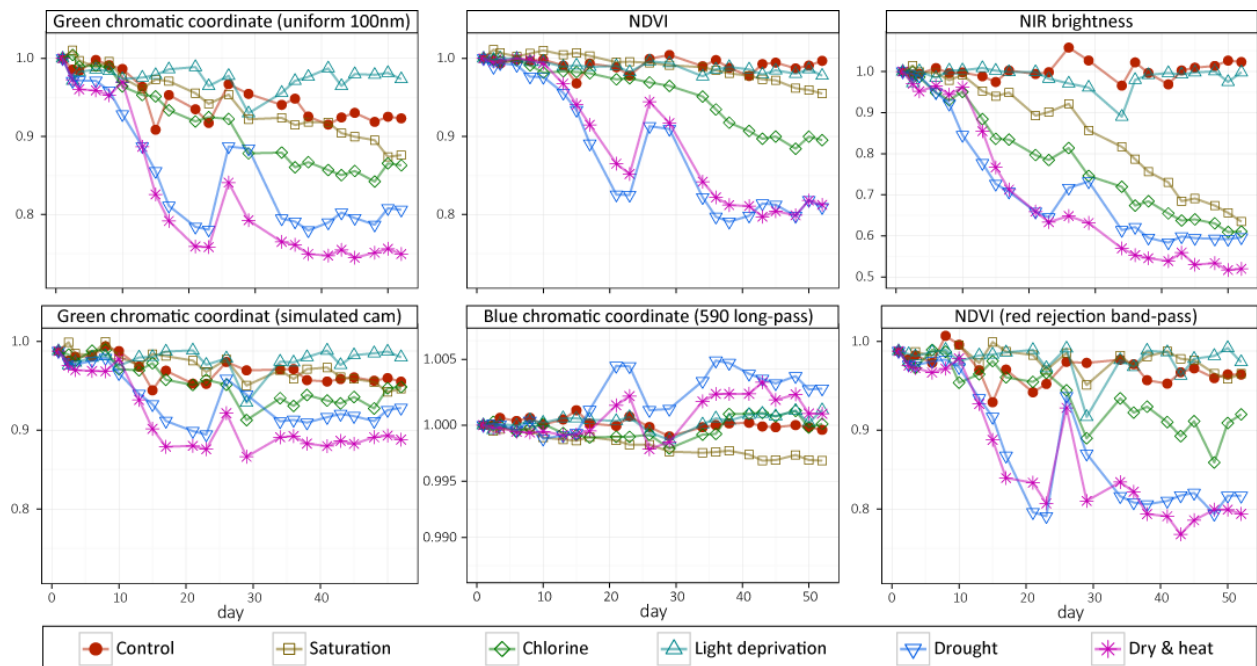 Green chromatic coordinate (uniform 100nm)
NDVI
NIR brightness
1.0
0.9
0.8
1.0
0.9
0.8
1.0
0.9
0.8
0.7
0.6
0.5
Green chromatic coordinat (simulated cam)
Blue chromatic coordinate (590 long-pass)
NDVI (red rejection band-pass)
1.0
0.9
0.8
1.005
1.000
0.995
0.990
1.0
0.9
0.8
0 10 20 30 40
0 10 20 30 40 50
0 10 20 30 40 50
day
day
day
Control
Saturation
Chlorine
Light deprivation
Drought
Dry & heat